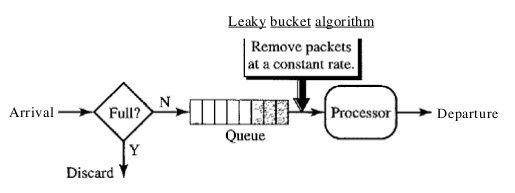 Leaky bucket algorithm
Remove packets
at a constant rate.
Arrival
Full?
N
Queue
Processor
Departure
Y
Discard